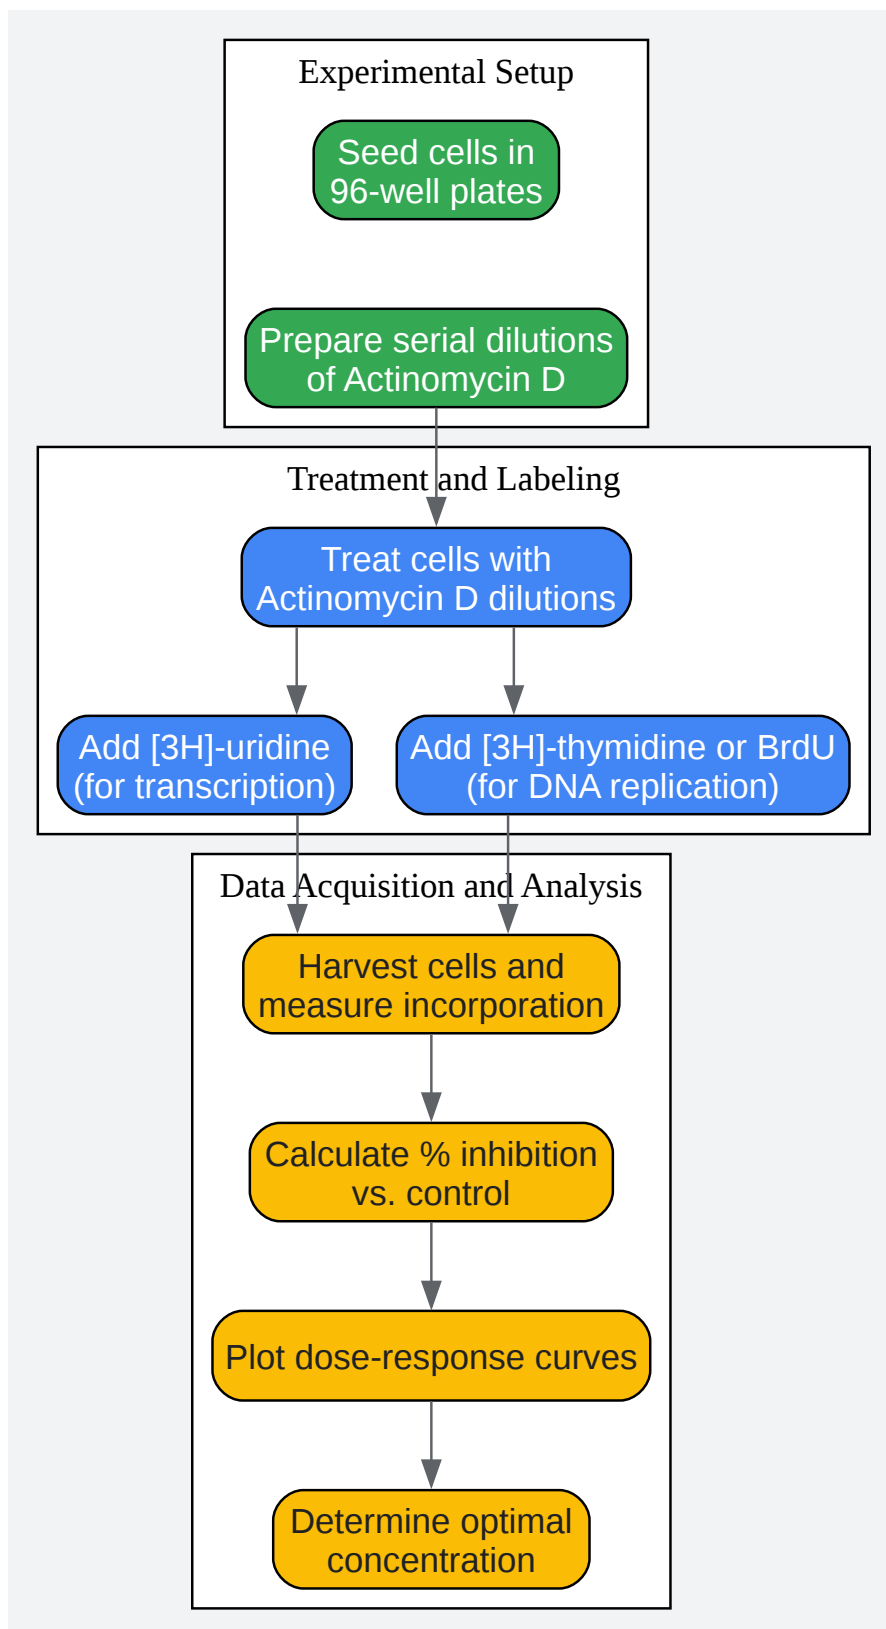 Experimental Setup
Seed cells in
96-well plates
Prepare serial dilutions
of Actinomycin D
Treatment and Labeling
Treat cells with
Actinomycin D dilutions
Add [3H]-uridine
(for transcription)
Add [3H]-thymidine or BrdU
(for DNA replication)
Data Acquisition and Analysis
Harvest cells and
measure incorporation
Calculate % inhibition
vs. control
Plot dose-response curves
Determine optimal
concentration